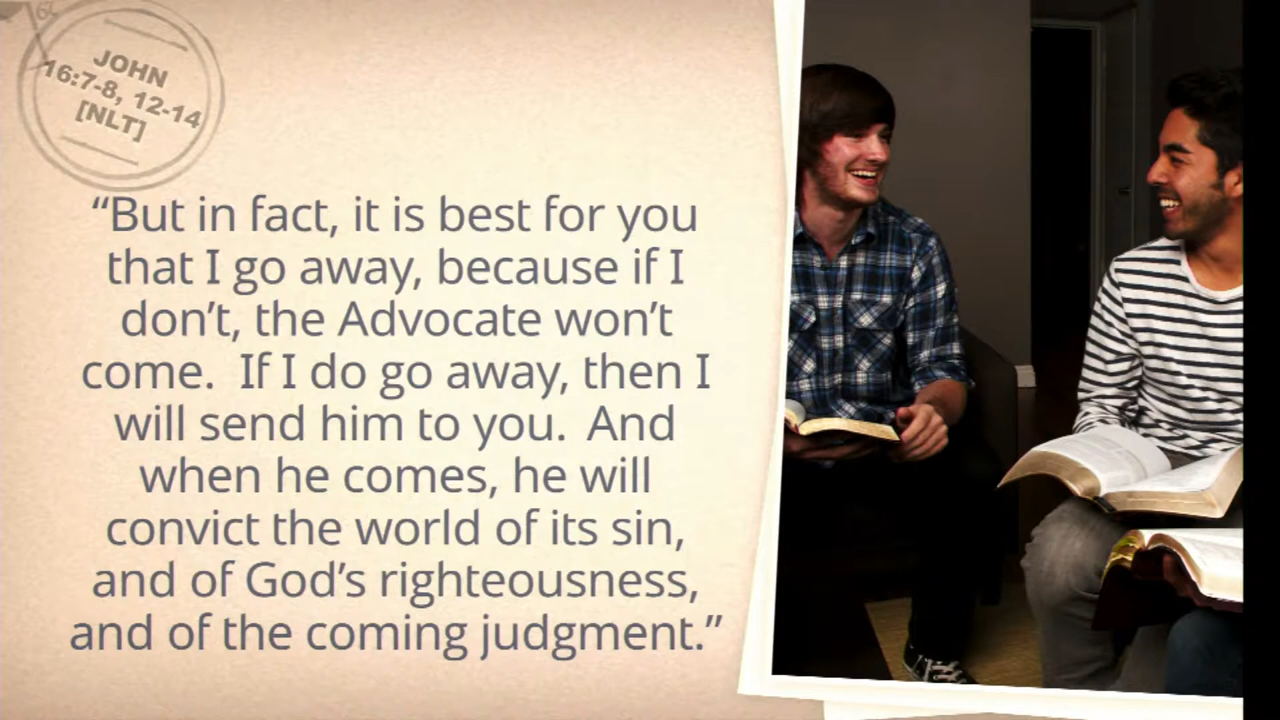 JOHN
16:7-8, 12-14
[NLT]
“But in fact, it is best for you
that I go away, because if I
don’t, the Advocate won’t
come.  If I do go away, then I
will send him to you.  And
when he comes, he will
convict the world of its sin,
and of God’s righteousness,
and of the coming judgment.”